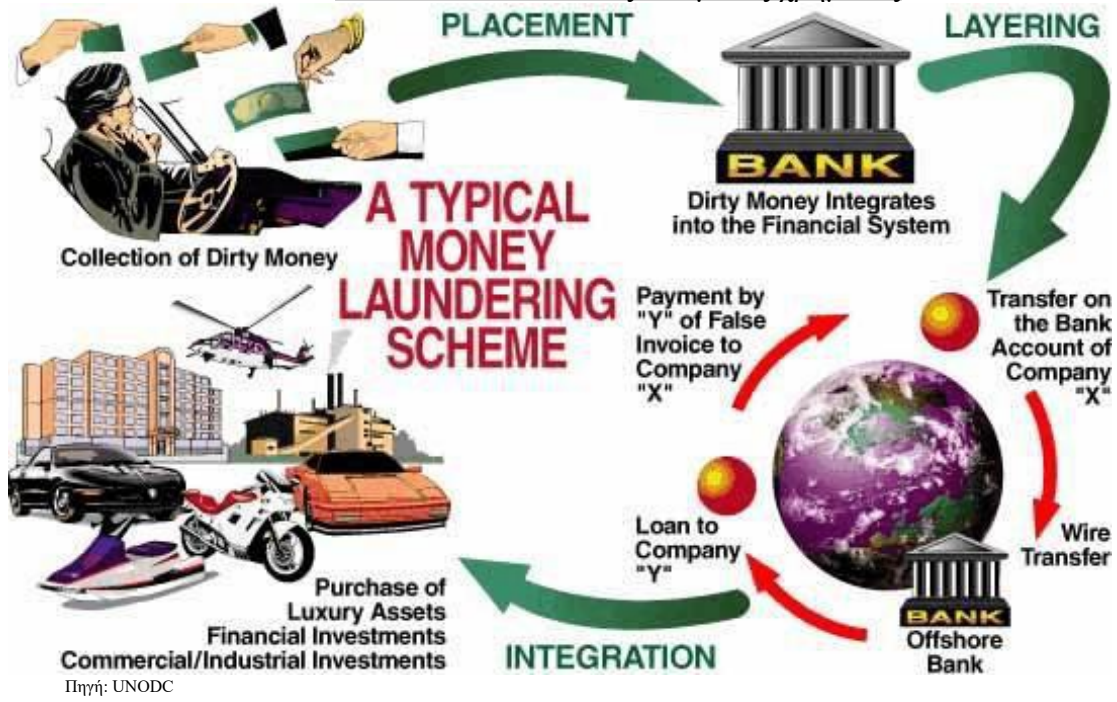 PLACEMENT
LAYERING
BANK
Dirty Money Integrates
into the Financial System
Collection of Dirty Money
A TYPICAL
MONEY
LAUNDERING
SCHEME
Payment by
"Y" of False
Invoice to
Company
"X"
Transfer on
the Bank
Account of
Company
"X"
Loan to
Company
"Y"
Wire
Transfer
BANK
Offshore
Bank
Purchase of
Luxury Assets
Financial Investments
Commercial/Industrial Investments
INTEGRATION
Πηγή: UNODC